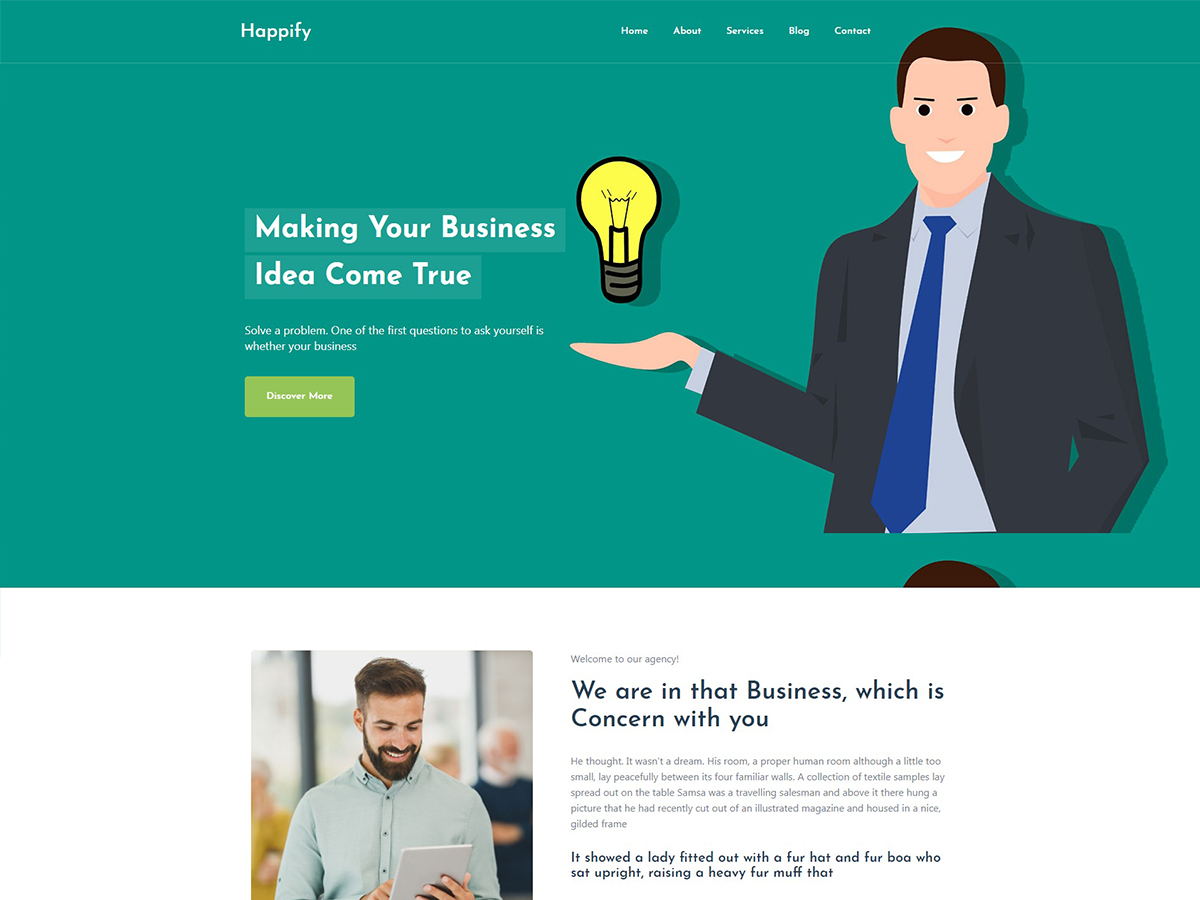 Happify
Home About Services Blog Contact
Making Your Business
Idea Come True
Solve a problem. One of the first questions to ask yourself is
whether your business
Discover More
Welcome to our agency!
We are in that Business, which is
Concern with you
He thought. It wasn't a dream. His room, a proper human room although a little too
small, lay peacefully between its four familiar walls. A collection of textile samples lay
spread out on the table Samsa was a travelling salesman and above it there hung a
picture that he had recently cut out of an illustrated magazine and housed in a nice,
gilded frame
It showed a lady fitted out with a fur hat and fur boa who
sat upright, raising a heavy fur muff that